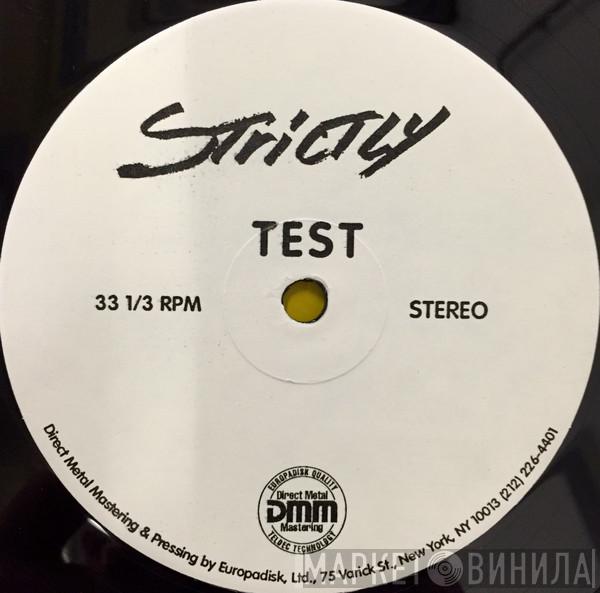 STricTLY
TEST
33 1/3 RPM
STEREO
EUROPADISK QUALITY
Direct Metal
DMM
Mastering
TELDEC TECHNOLOGY
Direct Metal Mastering & Pressing by Europadisk, Ltd., 75 Varick St., New York, NY 10013 (212) 226-4401
МАРКЕТ ВИНИЛА